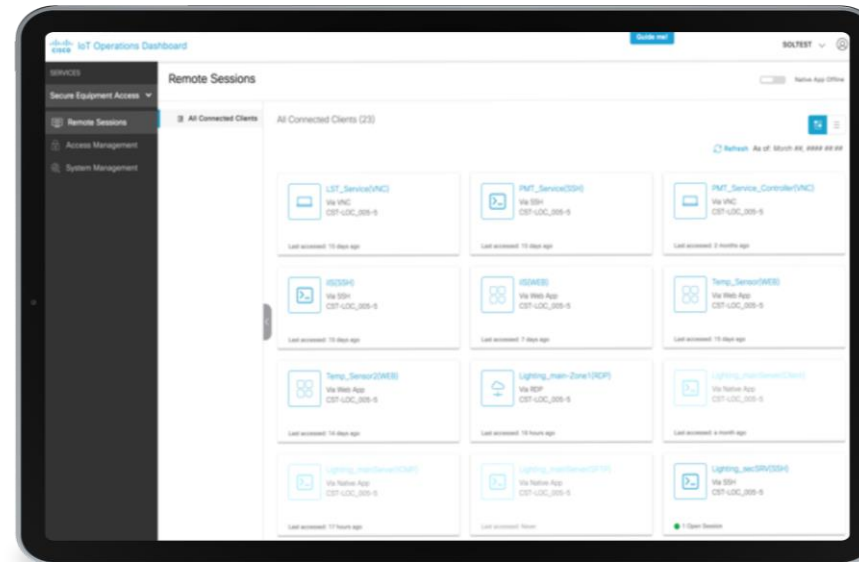 CISCO IoT Operations Dashboard
Guide me!
SOLTEST
SERVICES
Secure Equipment Access
Remote Sessions
Access Management
System Management
Remote Sessions
Native App Offline
All Connected Clients
All Connected Clients (23)
Refresh As of: March ##, #### ##:##
LST_Service(VNC)
Via VNC
CST-LOC_005-5
Last accessed: 15 days ago
PMT_Service(SSH)
Via SSH
CST-LOC_005-5
Last accessed: 15 days ago
PMT_Service_Controller(VNC)
Via VNC
CST-LOC_005-5
Last accessed: 2 months ago
IIS(SSH)
Via SSH
CST-LOC_005-5
Last accessed: 15 days ago
IIS(WEB)
Via Web App
CST-LOC_005-5
Last accessed: 7 days ago
Temp_Sensor(WEB)
Via Web App
CST-LOC_005-5
Last accessed: 15 days ago
Temp_Sensor2(WEB)
Via Web App
CST-LOC_005-5
Last accessed: 14 days ago
Lighting_main-Zone1(RDP)
Via RDP
CST-LOC_005-5
Last accessed: 18 hours ago
Via Native App
CST-LOC_005-5
Last accessed: a month ago
Via Native App
CST-LOC_005-5
Last accessed: 17 hours ago
Via Native App
CST-LOC_005-5
Last accessed: Never
Lighting_secSRV(SSH)
Via SSH
CST-LOC_005-5
1 Open Session